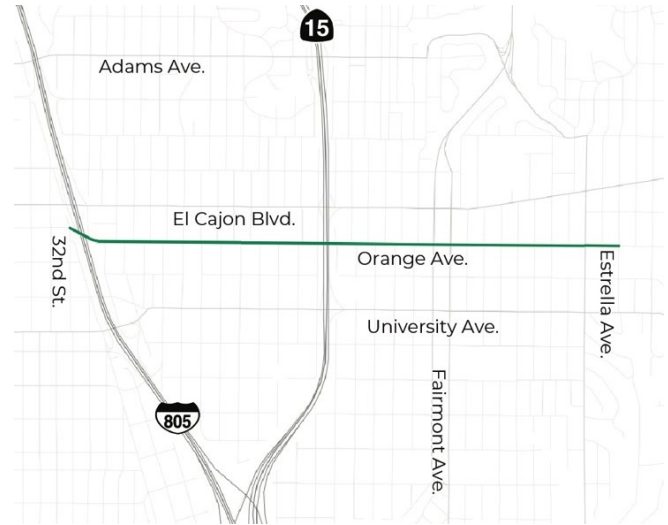 15
Adams Ave.
El Cajon Blvd.
32nd St.
Orange Ave.
Estrella Ave.
University Ave.
Fairmont Ave.
805